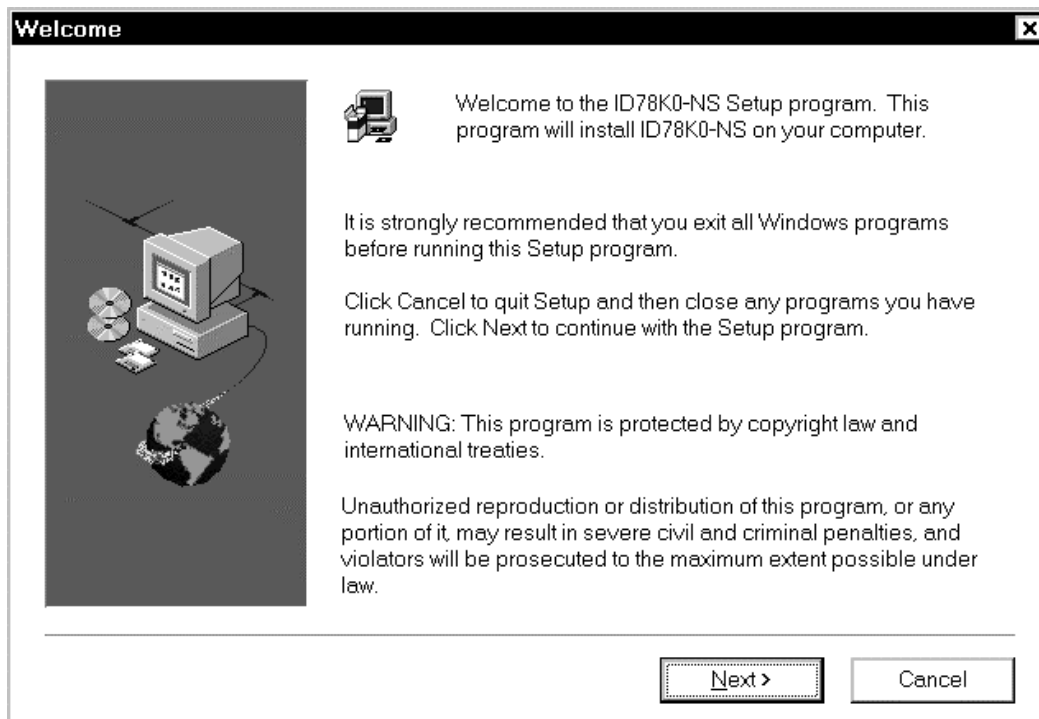 Welcome
Welcome to the ID78K0-NS Setup program.  This
program will install ID78K0-NS on your computer.
It is strongly recommended that you exit all Windows programs
before running this Setup program.
Click Cancel to quit Setup and then close any programs you have
running.  Click Next to continue with the Setup program.
WARNING: This program is protected by copyright law and
international treaties.
Unauthorized reproduction or distribution of this program, or any
portion of it, may result in severe civil and criminal penalties, and
violators will be prosecuted to the maximum extent possible under
law.
Next > Cancel